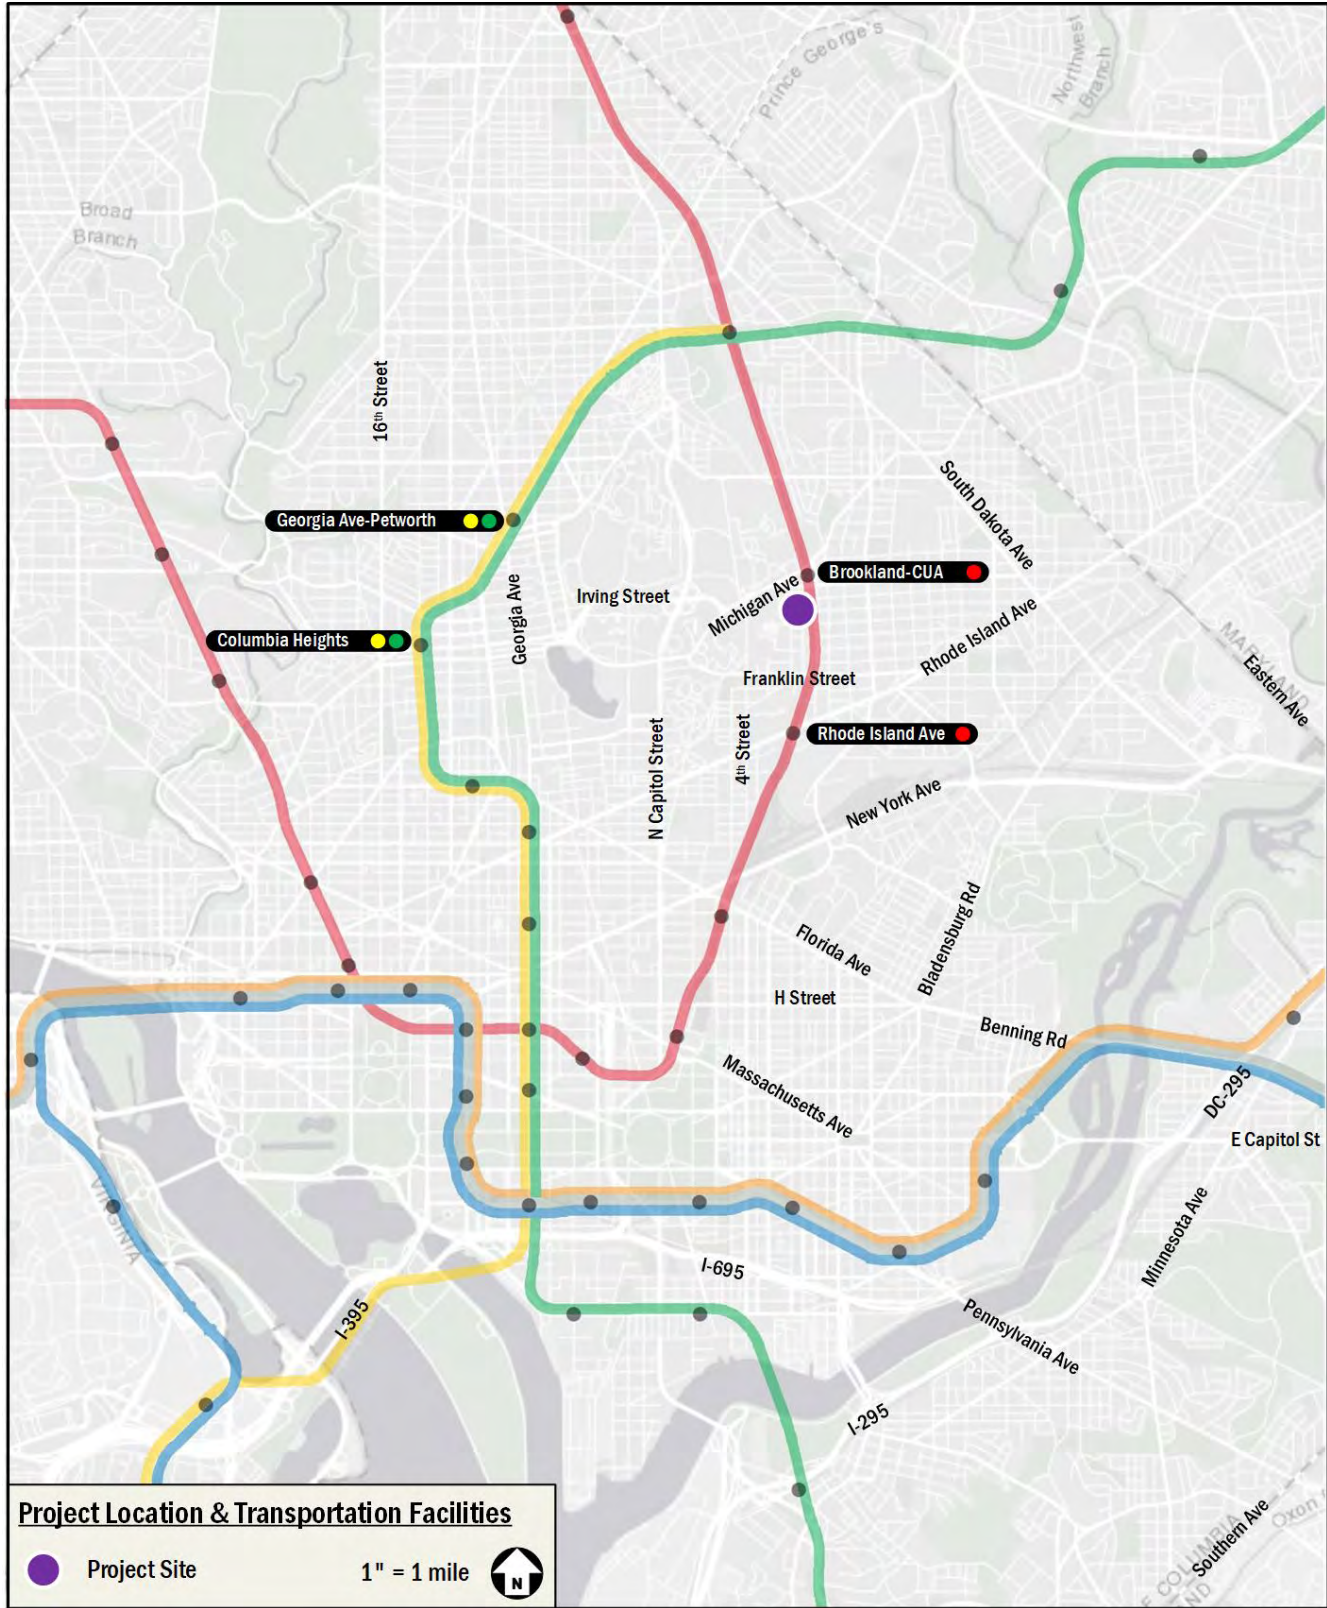 Prince George's
Northwest
Branch
Broad
Branch
16th Street
South Dakota Ave
Georgia Ave-Petworth
Brookland-CUA
Michigan Ave
Irving Street
Georgia Ave
Rhode Island Ave
Columbia Heights
MARYLAND
Eastern Ave
Franklin Street
4th Street
N Capitol Street
Rhode Island Ave
New York Ave
Bladensburg Rd
Florida Ave
H Street
Benning Rd
Massachusetts Ave
DC-295
E Capitol St
VIRGINIA
Minnesota Ave
I-695
I-395
Pennsylvania Ave
I-295
Southern Ave
Oxon
COLUMBIA
Project Location & Transportation Facilities
Project Site
1" = 1 mile
N